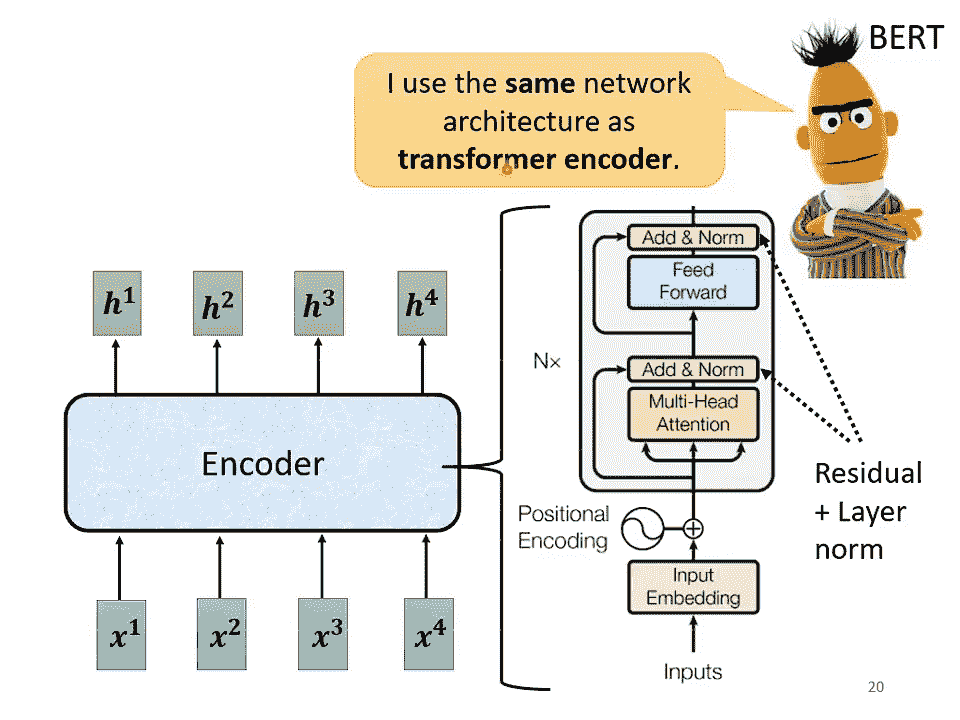 BERT
I use the same network
architecture as
transformer encoder.
h¹ h² h³ h⁴
Encoder
x¹ x² x³ x⁴
Add & Norm
Feed
Forward
N×
Add & Norm
Multi-Head
Attention
Positional
Encoding
Input
Embedding
Inputs
Residual
+ Layer
norm
20